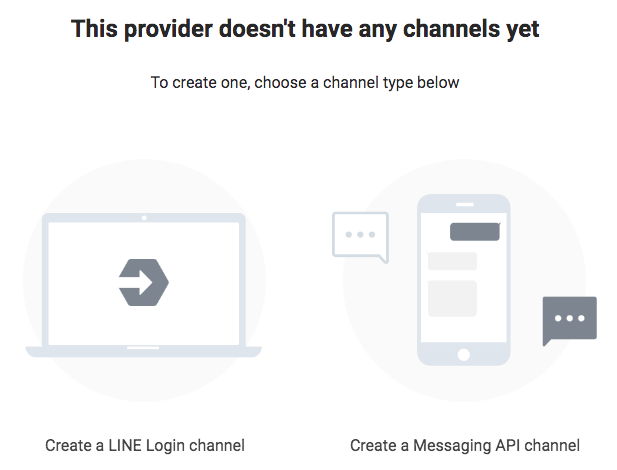 This provider doesn't have any channels yet
To create one, choose a channel type below
Create a LINE Login channel
Create a Messaging API channel